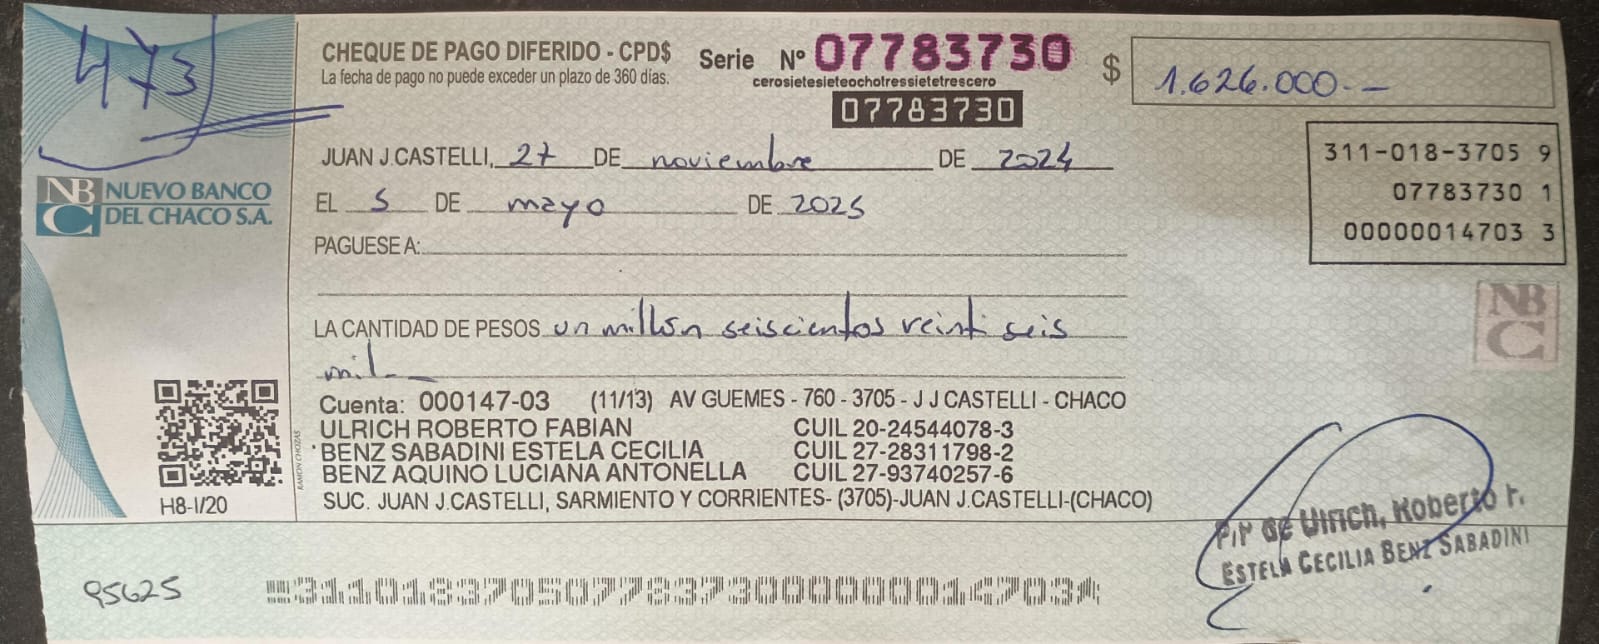 473
CHEQUE DE PAGO DIFERIDO - CPD$
La fecha de pago no puede exceder un plazo de 360 días.
Serie Nº 07783730
cerosietesieteochotressietetrescero
07783730
$ 1.626.000.-
JUAN J.CASTELLI, 27 DE noviembre DE 2024
EL 5 DE mayo DE 2025
PAGUESE A:
311-018-3705 9
07783730 1
00000014703 3
NBC NUEVO BANCO
DEL CHACO S.A.
NBC
LA CANTIDAD DE PESOS un millón seiscientos veinti seis
mil
Cuenta: 000147-03 (11/13) AV GUEMES - 760 - 3705 - J J CASTELLI - CHACO
ULRICH ROBERTO FABIAN CUIL 20-24544078-3
BENZ SABADINI ESTELA CECILIA CUIL 27-28311798-2
BENZ AQUINO LUCIANA ANTONELLA CUIL 27-93740257-6
SUC. JUAN J.CASTELLI, SARMIENTO Y CORRIENTES- (3705)-JUAN J.CASTELLI-(CHACO)
RAMON CHOZAS
H8-I/20
P.P de Ulrich, Roberto F.
ESTELA CECILIA BENZ SABADINI
95625
31101837050778373000000014703